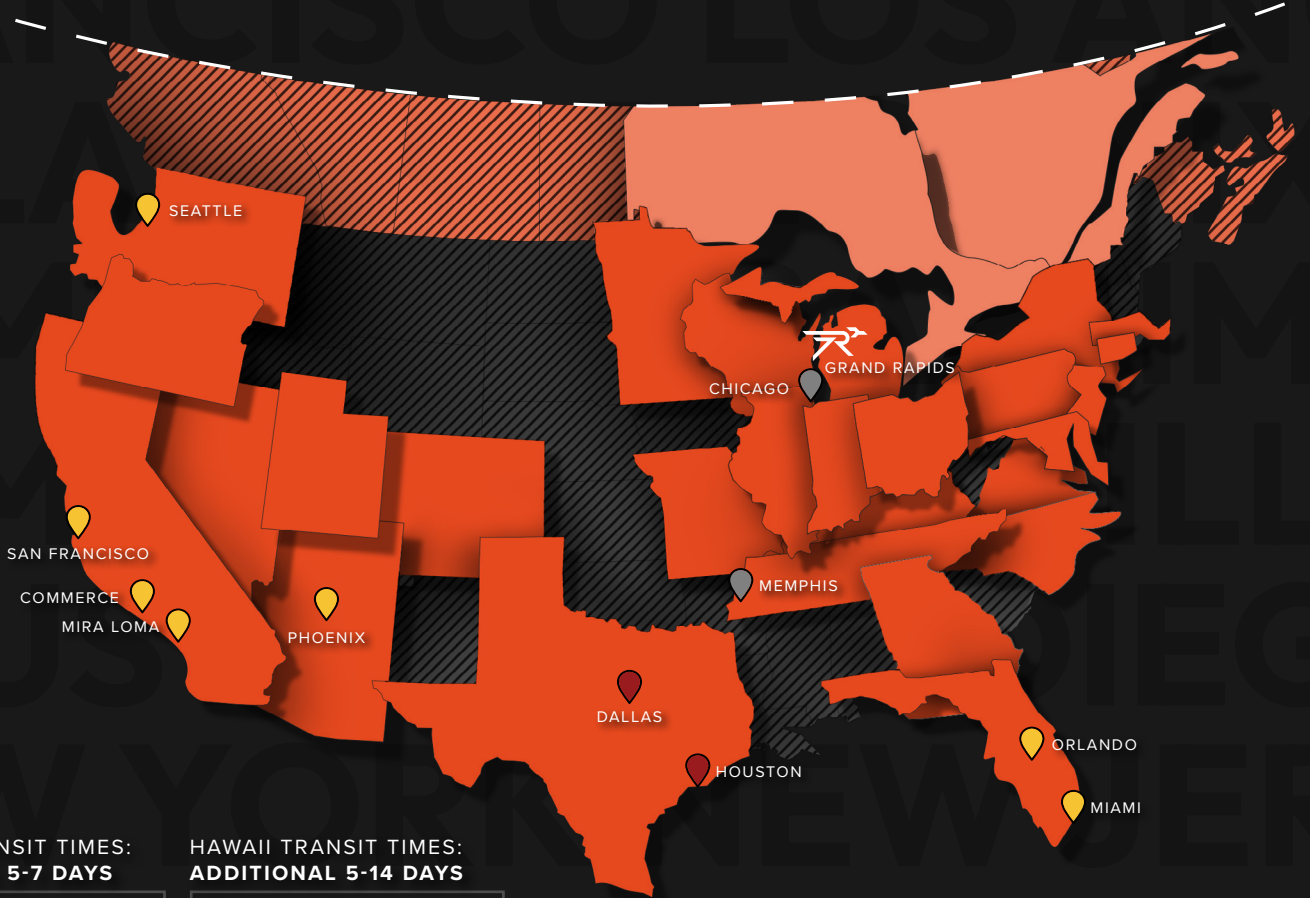 SEATTLE
GRAND RAPIDS
CHICAGO
SAN FRANCISCO
MEMPHIS
COMMERCE
MIRA LOMA
PHOENIX
DALLAS
ORLANDO
HOUSTON
MIAMI
NSIT TIMES:
5-7 DAYS
HAWAII TRANSIT TIMES:
ADDITIONAL 5-14 DAYS